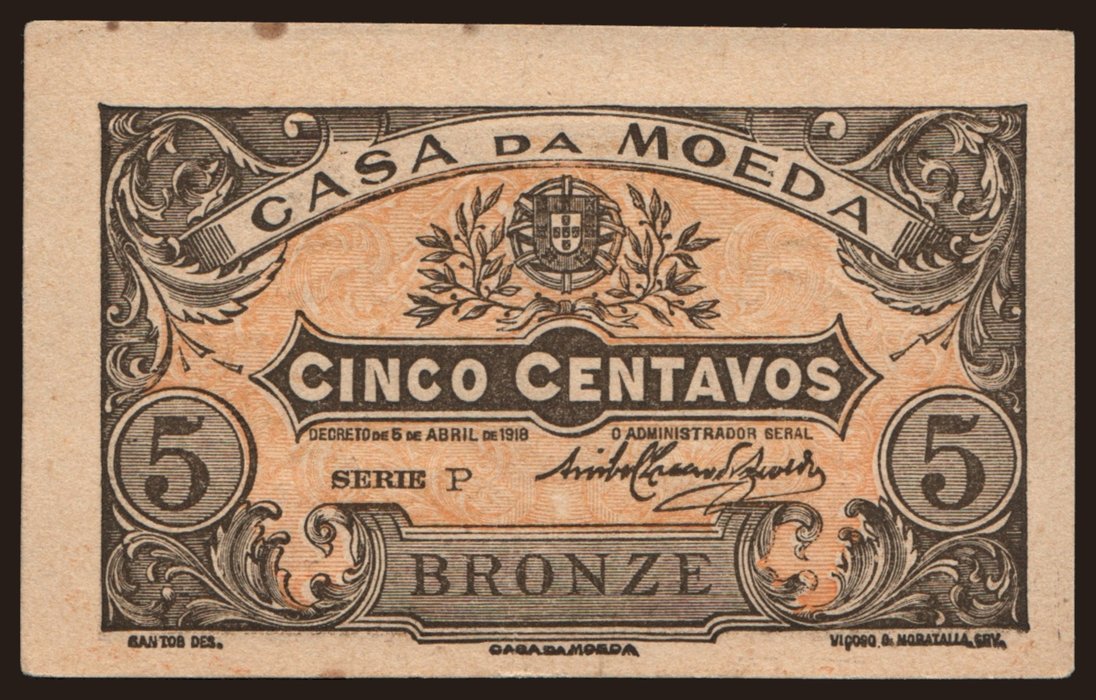 CASA DA MOEDA
CINCO CENTAVOS
DECRETO DE 5 DE ABRIL DE 1918 O ADMINISTRADOR GERAL
SERIE P
5 5
BRONZE
SANTOS DES. VIÇOSO & MORATALLA, GRV.
CASA DA MOEDA